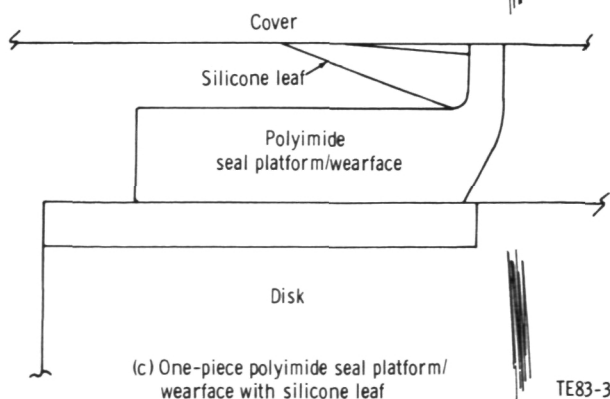 Cover
Silicone leaf
Polyimide
seal platform/wearface
Disk
(c) One-piece polyimide seal platform/
wearface with silicone leaf
TE83-3